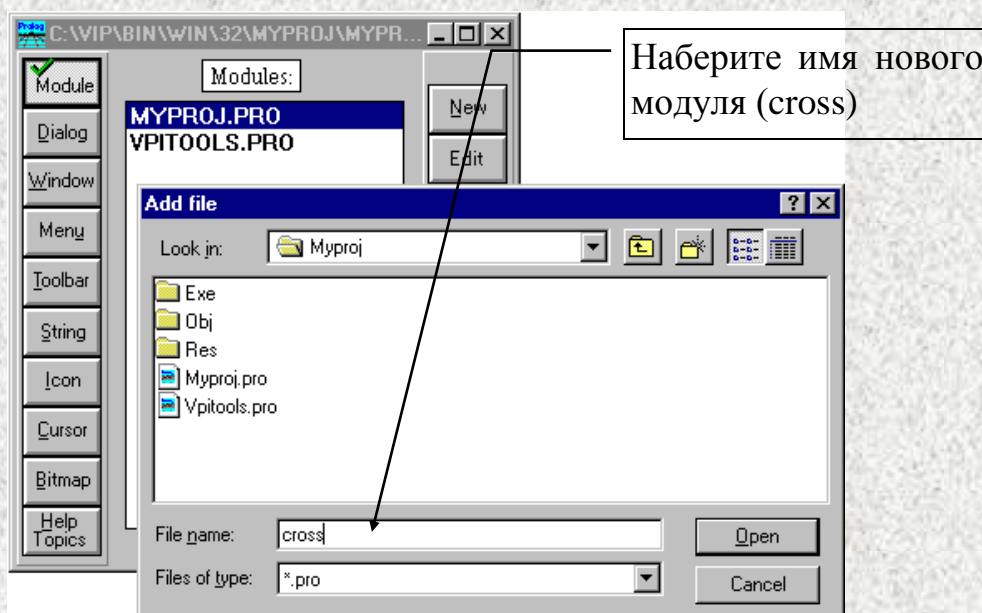 C:\VIP\BIN\WIN\32\MYPROJ\MYPR...
Наберите имя нового
модуля (cross)
Module
Dialog
Window
Menu
Toolbar
String
Icon
Cursor
Bitmap
Help
Topics
Modules:
MYPROJ.PRO
VPITOOLS.PRO
New
Edit
Add file
Look in:
Myproj
Exe
Obj
Res
Myproj.pro
Vpitools.pro
File name:
cross
Open
Files of type:
*.pro
Cancel